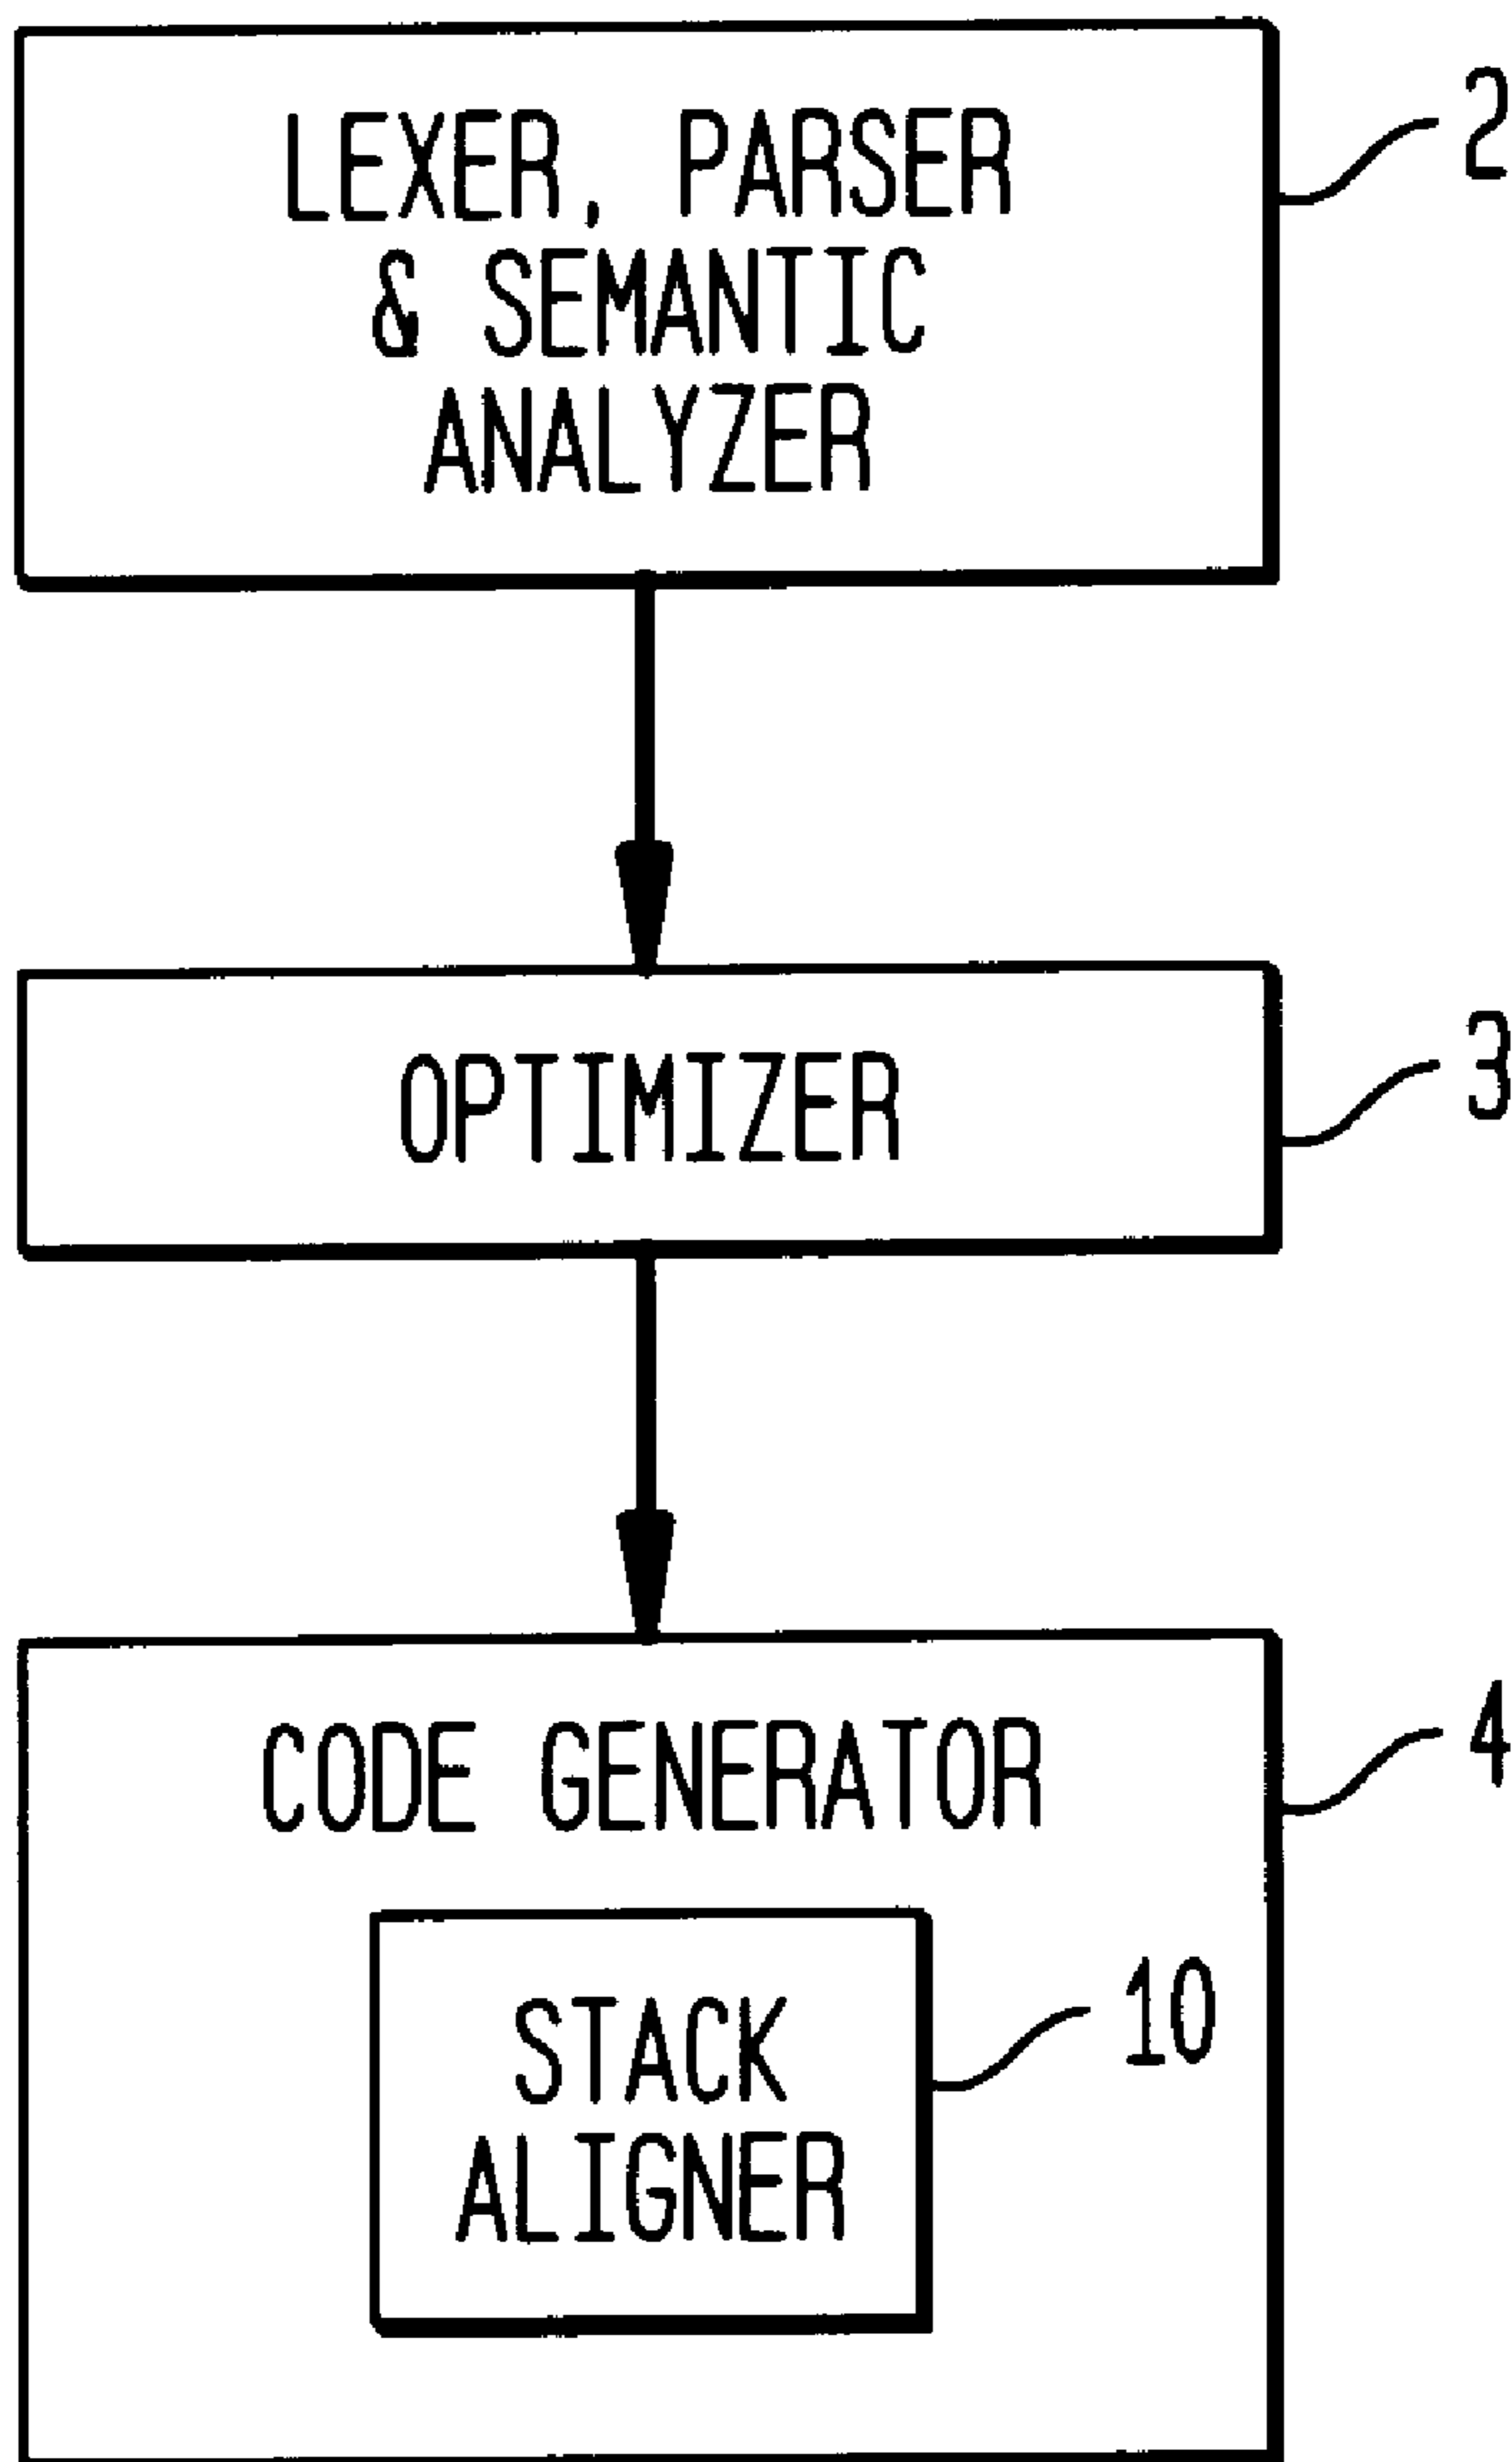 LEXER, PARSER
& SEMANTIC
ANALYZER
2
OPTIMIZER
3
CODE GENERATOR
4
STACK
ALIGNER
10